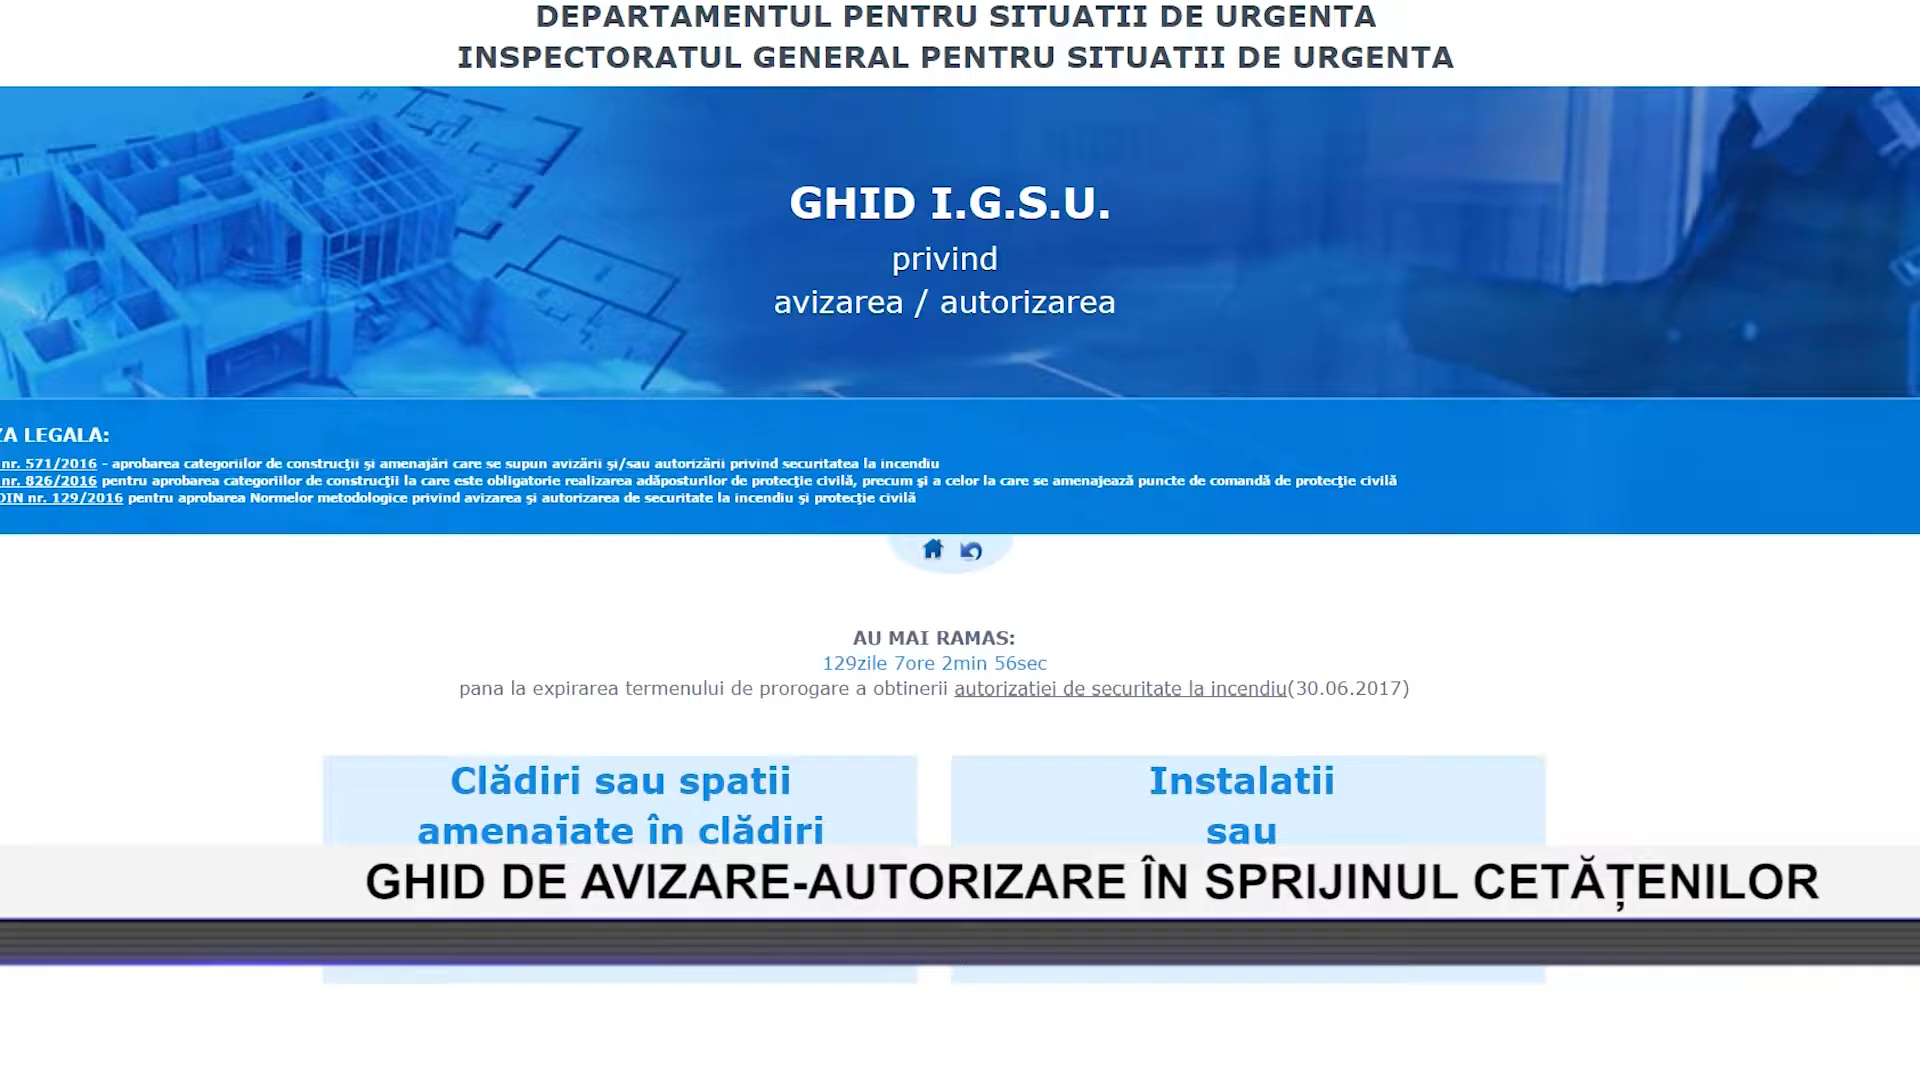 DEPARTAMENTUL PENTRU SITUATII DE URGENTA
INSPECTORATUL GENERAL PENTRU SITUATII DE URGENTA
GHID I.G.S.U.
privind
avizarea / autorizarea
ZA LEGALA:
nr. 571/2016 - aprobarea categoriilor de construcţii şi amenajări care se supun avizării şi/sau autorizării privind securitatea la incendiu
nr. 826/2016 pentru aprobarea categoriilor de construcţii la care este obligatorie realizarea adăposturilor de protecţie civilă, precum şi a celor la care se amenajează puncte de comandă de protecţie civilă
DIN nr. 129/2016 pentru aprobarea Normelor metodologice privind avizarea şi autorizarea de securitate la incendiu şi protecţie civilă
AU MAI RAMAS:
129zile 7ore 2min 56sec
pana la expirarea termenului de prorogare a obtinerii autorizatiei de securitate la incendiu(30.06.2017)
Clădiri sau spatii
amenajate în clădiri
Instalatii
sau
GHID DE AVIZARE-AUTORIZARE ÎN SPRIJINUL CETĂȚENILOR